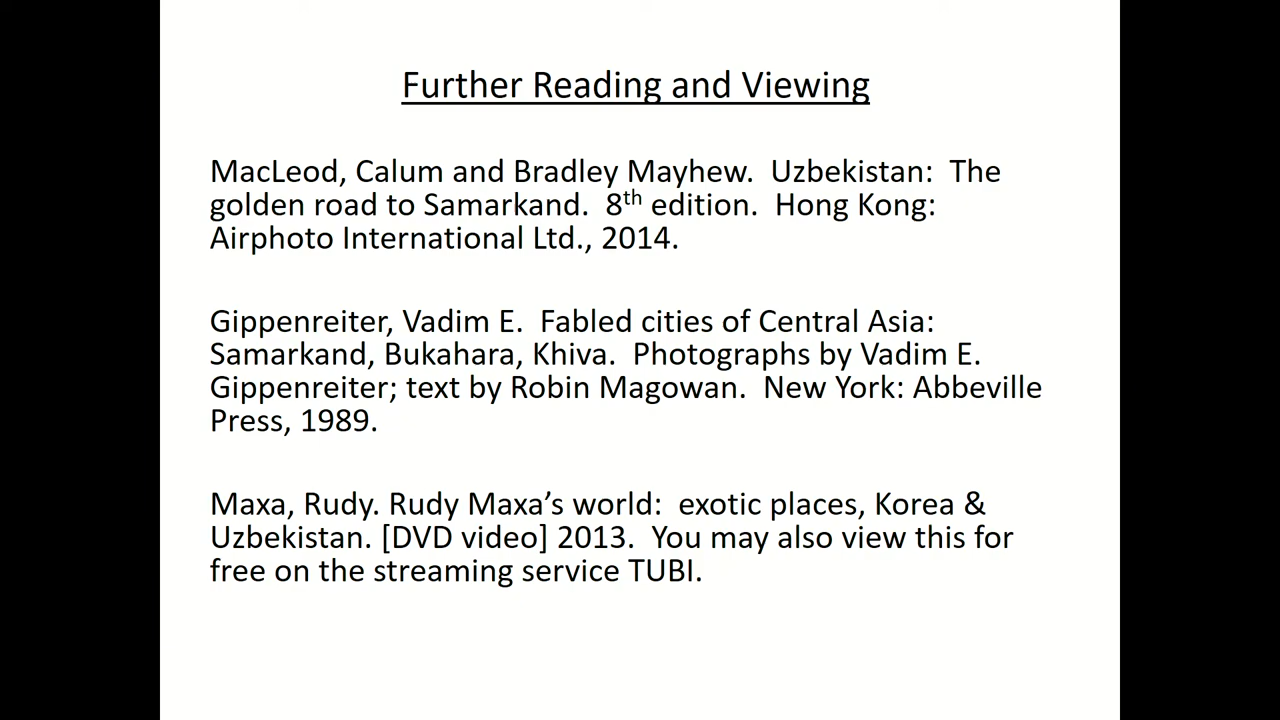 Further Reading and Viewing
MacLeod, Calum and Bradley Mayhew.  Uzbekistan:  The
golden road to Samarkand.  8th edition.  Hong Kong:
Airphoto International Ltd., 2014.
Gippenreiter, Vadim E.  Fabled cities of Central Asia:
Samarkand, Bukahara, Khiva.  Photographs by Vadim E.
Gippenreiter; text by Robin Magowan.  New York: Abbeville
Press, 1989.
Maxa, Rudy. Rudy Maxa’s world:  exotic places, Korea &
Uzbekistan. [DVD video] 2013.  You may also view this for
free on the streaming service TUBI.